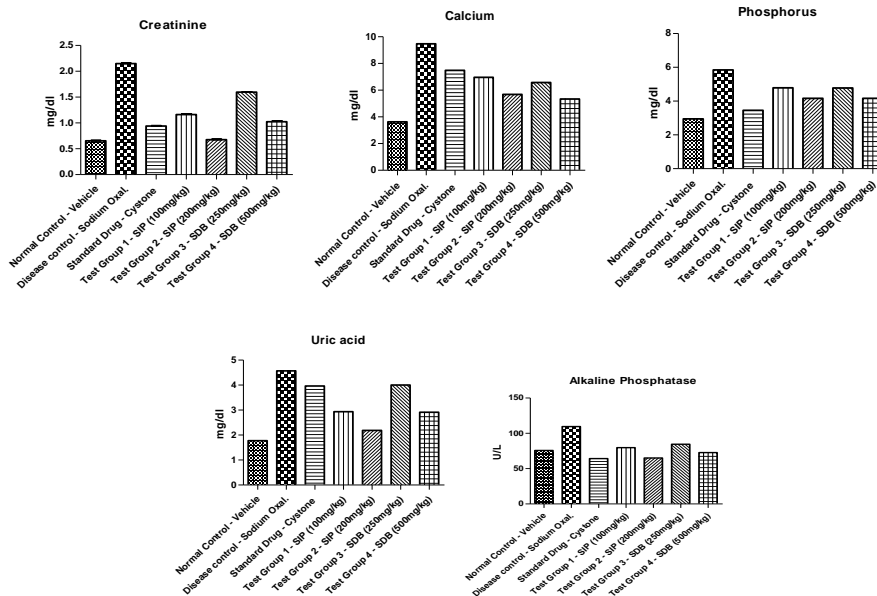 Creatinine
mg/dl
2.5
2.0
1.5
1.0
0.5
0.0
Normal Control - Vehicle
Disease control - Sodium Oxal.
Standard Drug - Cystone
Test Group 1 - SIP (100mg/kg)
Test Group 2 - SIP (200mg/kg)
Test Group 3 - SDB (250mg/kg)
Test Group 4 - SDB (500mg/kg)
Calcium
mg/dl
10
8
6
4
2
0
Normal Control - Vehicle
Disease control - Sodium Oxal.
Standard Drug - Cystone
Test Group 1 - SIP (100mg/kg)
Test Group 2 - SIP (200mg/kg)
Test Group 3 - SDB (250mg/kg)
Test Group 4 - SDB (500mg/kg)
Phosphorus
mg/dl
8
6
4
2
0
Normal Control - Vehicle
Disease control - Sodium Oxal.
Standard Drug - Cystone
Test Group 1 - SIP (100mg/kg)
Test Group 2 - SIP (200mg/kg)
Test Group 3 - SDB (250mg/kg)
Test Group 4 - SDB (500mg/kg)
Uric acid
mg/dl
5
4
3
2
1
0
Normal Control - Vehicle
Disease control - Sodium Oxal.
Standard Drug - Cystone
Test Group 1 - SIP (100mg/kg)
Test Group 2 - SIP (200mg/kg)
Test Group 3 - SDB (250mg/kg)
Test Group 4 - SDB (500mg/kg)
Alkaline Phosphatase
U/L
150
100
50
0
Normal Control - Vehicle
Disease control - Sodium Oxal.
Standard Drug - Cystone
Test Group 1 - SIP (100mg/kg)
Test Group 2 - SIP (200mg/kg)
Test Group 3 - SDB (250mg/kg)
Test Group 4 - SDB (500mg/kg)